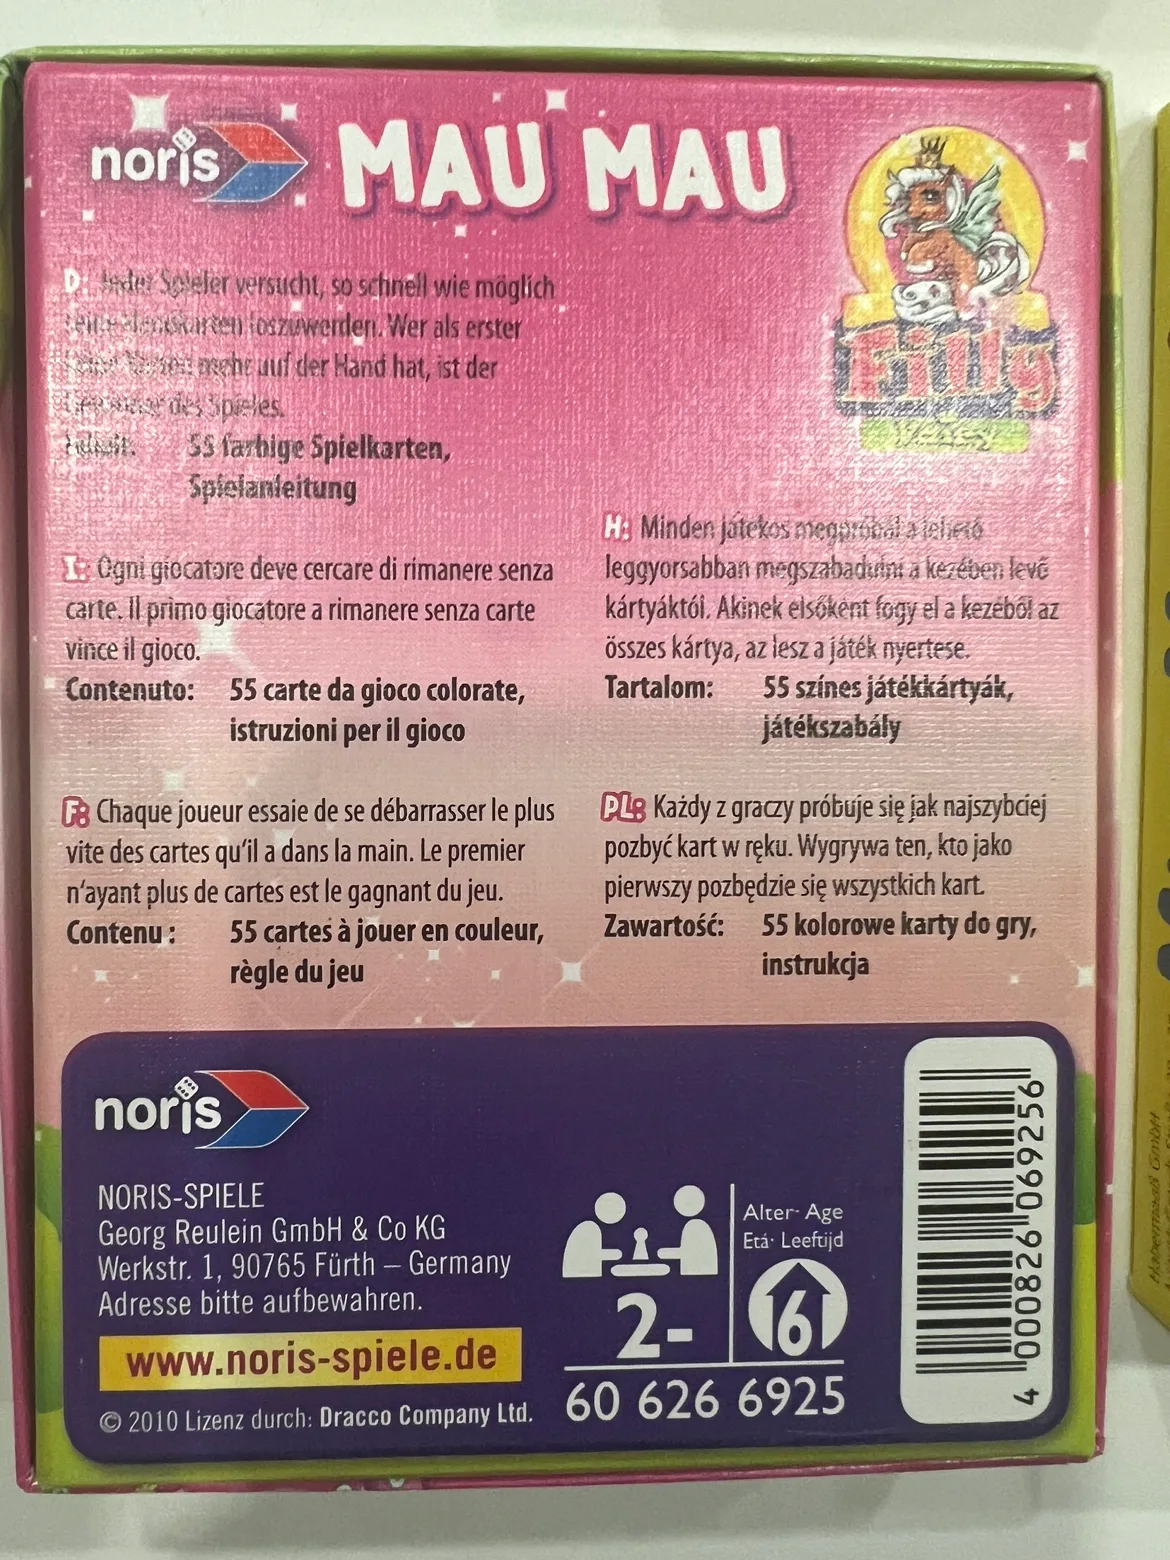 noris
MAU MAU
Filly
D: Jeder Spieler versucht, so schnell wie möglich
loszuwerden. Wer als erster
mehr auf der Hand hat, ist der
des Spieles.
55 farbige Spielkarten,
Spielanleitung
I: Ogni giocatore deve cercare di rimanere senza
carte. Il primo giocatore a rimanere senza carte
vince il gioco.
Contenuto: 55 carte da gioco colorate,
istruzioni per il gioco
F: Chaque joueur essaie de se débarrasser le plus
vite des cartes qu'il a dans la main. Le premier
n'ayant plus de cartes est le gagnant du jeu.
Contenu : 55 cartes à jouer en couleur,
règle du jeu
H: Minden játekos megpróbál a lehető
leggyorsabban megszabadulni a kezében levő
kártyáktól. Akinek elsőként fogy el a kezéből az
összes kártya, az lesz a játék nyertese.
Tartalom: 55 színes játékkártyák,
játékszabály
PL: Każdy z graczy próbuje się jak najszybciej
pozbyć kart w ręku. Wygrywa ten, kto jako
pierwszy pozbędzie się wszystkich kart.
Zawartość: 55 kolorowe karty do gry,
instrukcja
noris
NORIS-SPIELE
Georg Reulein GmbH & Co KG
Werkstr. 1, 90765 Fürth – Germany
Adresse bitte aufbewahren.
www.noris-spiele.de
© 2010 Lizenz durch: Dracco Company Ltd.
2-
Alter· Age
Etá· Leeftijd
6
60 626 6925
4 000826 069256
Habermaaß GmbH